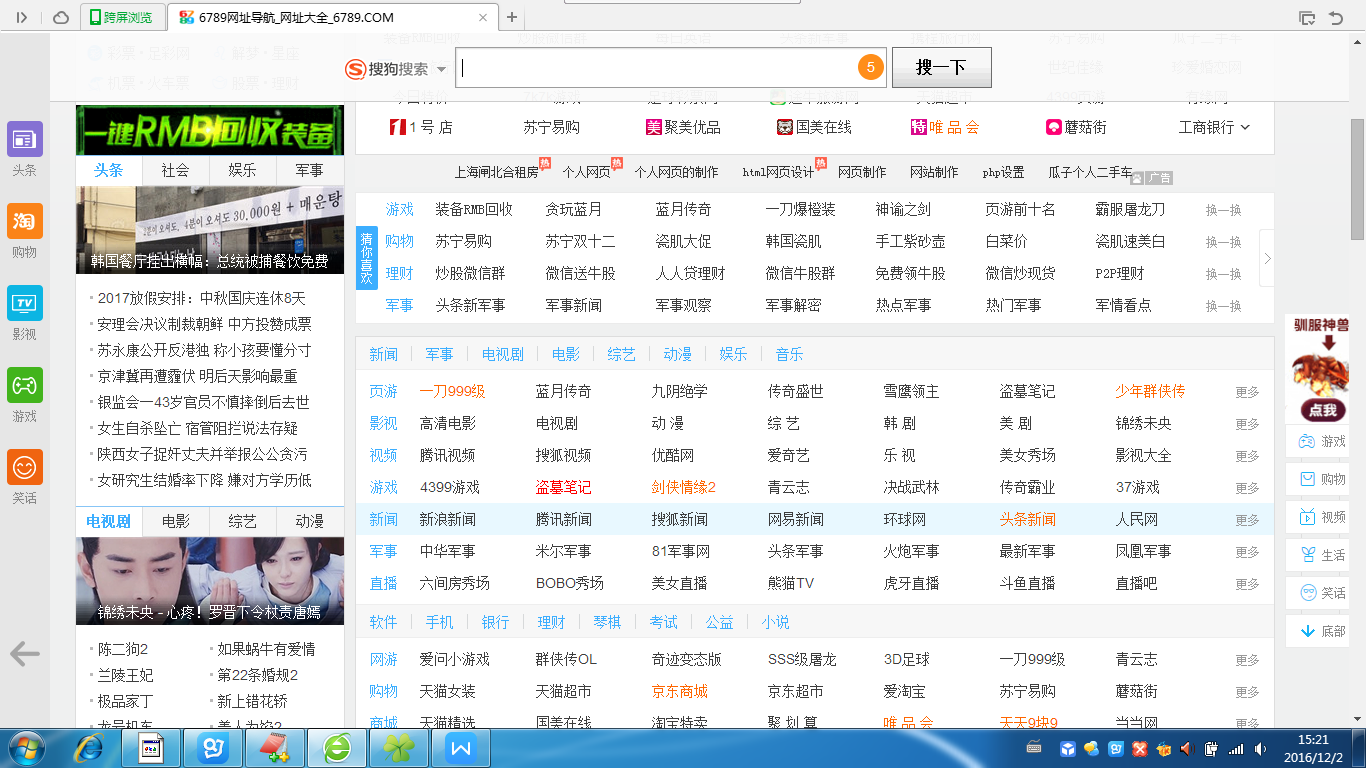 跨屏浏览
6789网址导航_网址大全_6789.COM
搜狗搜索
5
搜一下
头条
购物
影视
游戏
笑话
一键RMB回收装备
头条 社会 娱乐 军事
韩国餐厅挂出横幅：总统被捕餐饮免费
2017放假安排：中秋国庆连休8天
安理会决议制裁朝鲜 中方投赞成票
苏永康公开反港独 称小孩要懂分寸
京津冀再遭霾伏 明后天影响最重
银监会一43岁官员不慎摔倒后去世
女生自杀坠亡 宿管阻拦说法存疑
陕西女子捉奸丈夫并举报公公贪污
女研究生结婚率下降 嫌对方学历低
电视剧 电影 综艺 动漫
锦绣未央 - 心疼！罗晋下令杖责唐嫣
陈二狗2 如果蜗牛有爱情
兰陵王妃 第22条婚规2
极品家丁 新上错花轿
龙号机车 美人为馅2
1号店 苏宁易购 聚美优品 国美在线 唯品会 蘑菇街 工商银行
上海闸北合租房 个人网页 个人网页的制作 html网页设计 网页制作 网站制作 php设置 瓜子个人二手车 广告
猜你喜欢
游戏 装备RMB回收 贪玩蓝月 蓝月传奇 一刀爆橙装 神谕之剑 页游前十名 霸服屠龙刀 换一换
购物 苏宁易购 苏宁双十二 瓷肌大促 韩国瓷肌 手工紫砂壶 白菜价 瓷肌速美白 换一换
理财 炒股微信群 微信送牛股 人人贷理财 微信牛股群 免费领牛股 微信炒现货 P2P理财 换一换
军事 头条新军事 军事新闻 军事观察 军事解密 热点军事 热门军事 军情看点 换一换
新闻 军事 电视剧 电影 综艺 动漫 娱乐 音乐
页游 一刀999级 蓝月传奇 九阴绝学 传奇盛世 雪鹰领主 盗墓笔记 少年群侠传 更多
影视 高清电影 电视剧 动 漫 综 艺 韩 剧 美 剧 锦绣未央 更多
视频 腾讯视频 搜狐视频 优酷网 爱奇艺 乐 视 美女秀场 影视大全 更多
游戏 4399游戏 盗墓笔记 剑侠情缘2 青云志 决战武林 传奇霸业 37游戏 更多
新闻 新浪新闻 腾讯新闻 搜狐新闻 网易新闻 环球网 头条新闻 人民网 更多
军事 中华军事 米尔军事 81军事网 头条军事 火炮军事 最新军事 凤凰军事 更多
直播 六间房秀场 BOBO秀场 美女直播 熊猫TV 虎牙直播 斗鱼直播 直播吧 更多
软件 手机 银行 理财 琴棋 考试 公益 小说
网游 爱问小游戏 群侠传OL 奇迹变态版 SSS级屠龙 3D足球 一刀999级 青云志 更多
购物 天猫女装 天猫超市 京东商城 京东超市 爱淘宝 苏宁易购 蘑菇街 更多
商城 天猫精选 国美在线 淘宝特卖 聚 划 算 唯 品 会 天天9块9 当当网 更多
驯服神兽
点我
游戏
购物
视频
生活
笑话
底部
15:21
2016/12/2